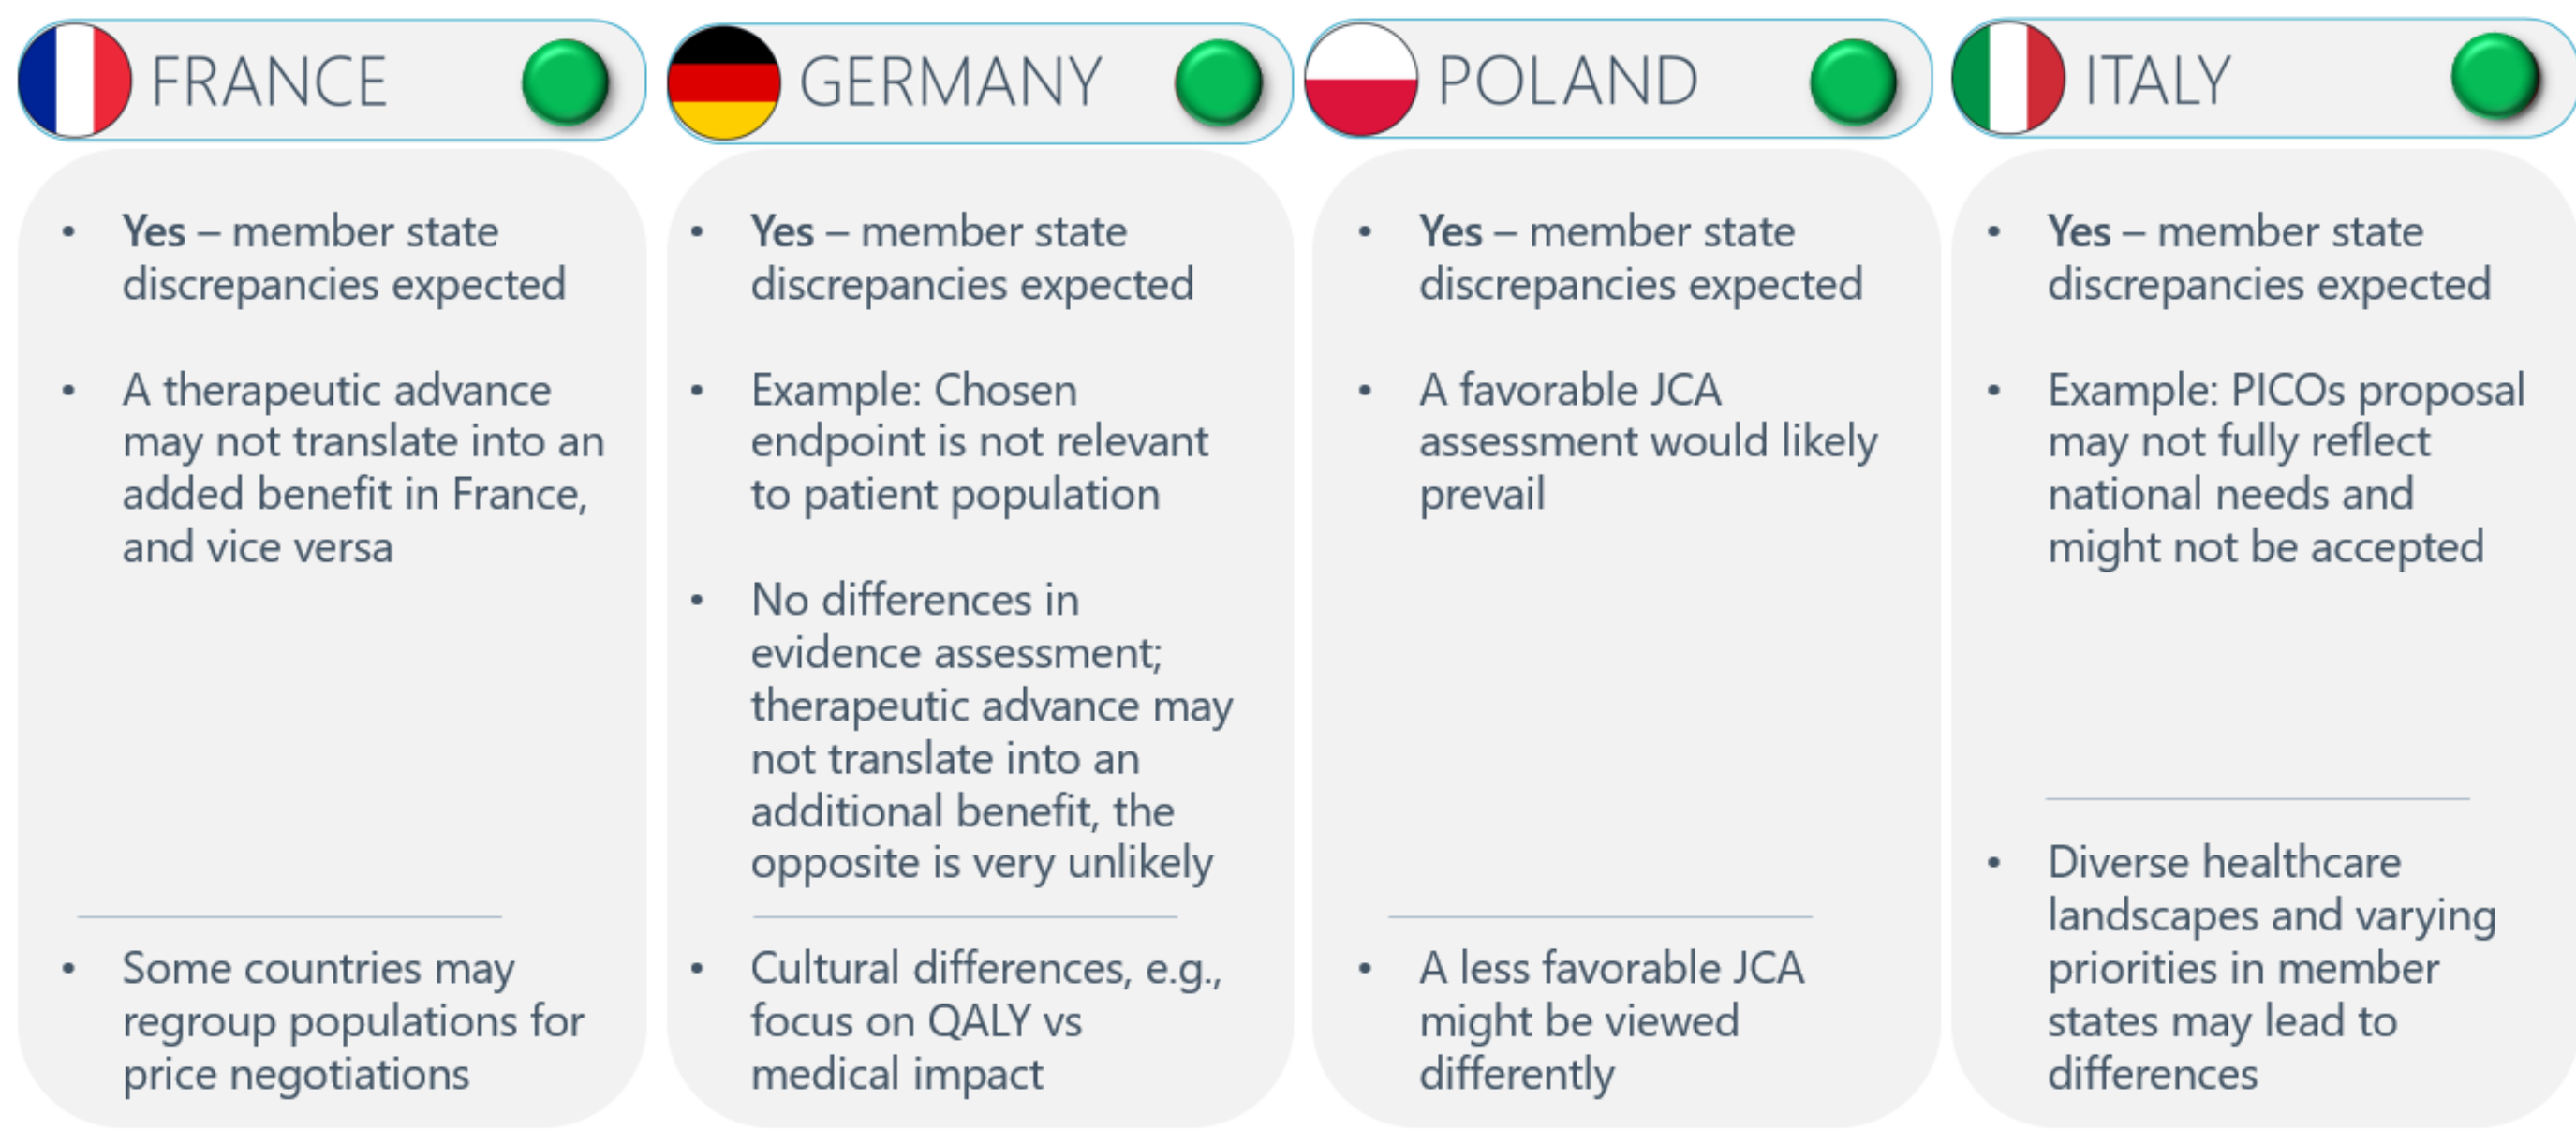 FRANCE
• Yes – member state
discrepancies expected
• A therapeutic advance
may not translate into an
added benefit in France,
and vice versa
• Some countries may
regroup populations for
price negotiations
GERMANY
• Yes – member state
discrepancies expected
• Example: Chosen
endpoint is not relevant
to patient population
• No differences in
evidence assessment;
therapeutic advance may
not translate into an
additional benefit, the
opposite is very unlikely
• Cultural differences, e.g.,
focus on QALY vs
medical impact
POLAND
• Yes – member state
discrepancies expected
• A favorable JCA
assessment would likely
prevail
• A less favorable JCA
might be viewed
differently
ITALY
• Yes – member state
discrepancies expected
• Example: PICOs proposal
may not fully reflect
national needs and
might not be accepted
• Diverse healthcare
landscapes and varying
priorities in member
states may lead to
differences